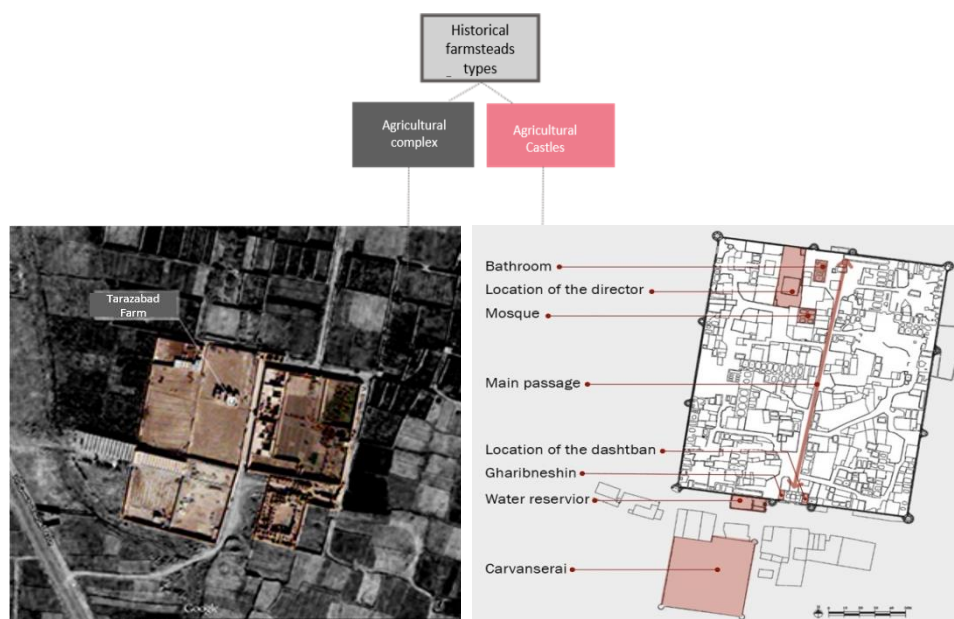 Historical
farmsteads
types
Agricultural
complex
Agricultural
Castles
Tarazabad
Farm
Google
Bathroom
Location of the director
Mosque
Main passage
Location of the dashtban
Gharibneshin
Water reservior
Carvanserai